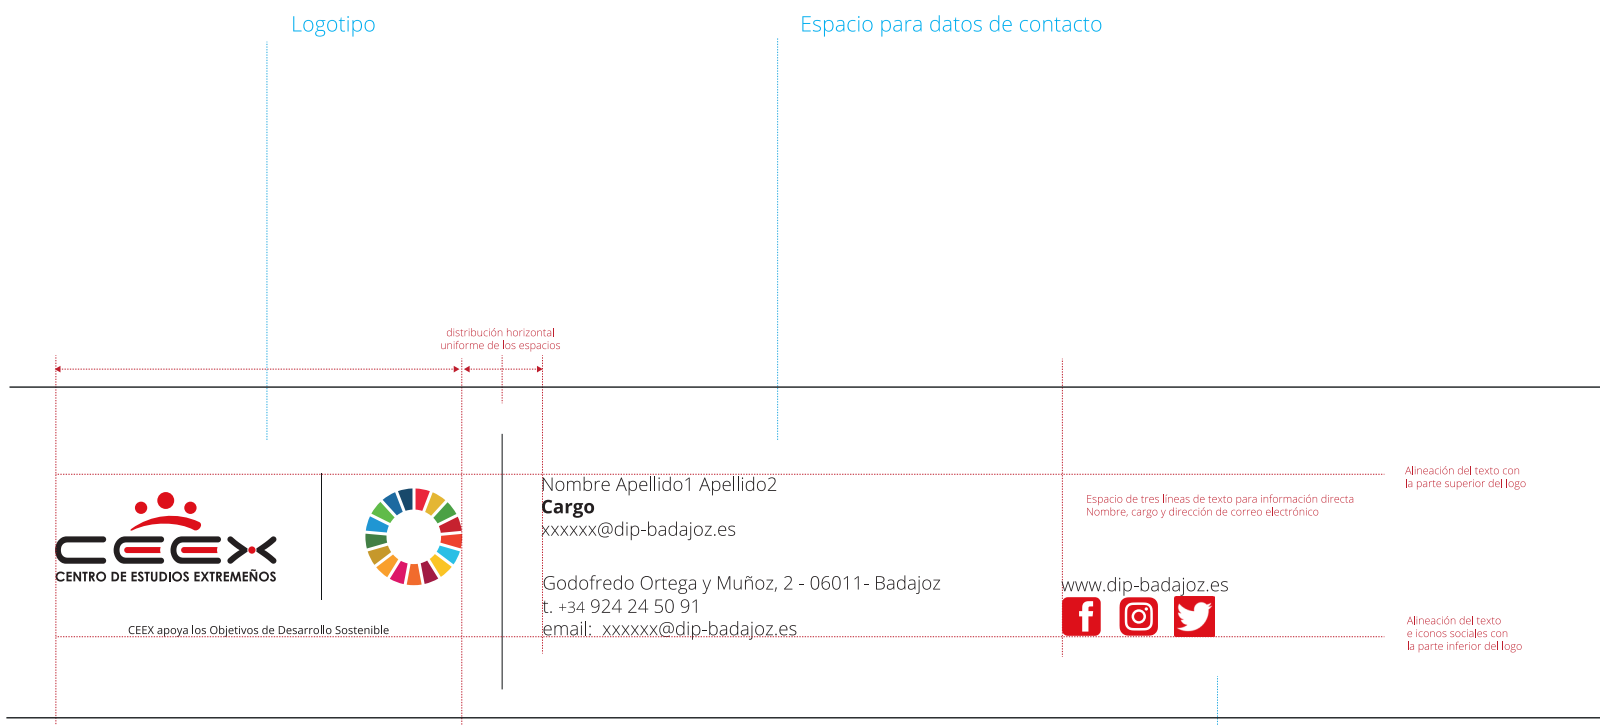 Logotipo
Espacio para datos de contacto
distribución horizontal
uniforme de los espacios
CEEX
CENTRO DE ESTUDIOS EXTREMEÑOS
CEEX apoya los Objetivos de Desarrollo Sostenible
Nombre Apellido1 Apellido2
Cargo
xxxxxx@dip-badajoz.es
Godofredo Ortega y Muñoz, 2 - 06011- Badajoz
t. +34 924 24 50 91
email: xxxxxx@dip-badajoz.es
Espacio de tres líneas de texto para información directa
Nombre, cargo y dirección de correo electrónico
www.dip-badajoz.es
Alineación del texto con
la parte superior del logo
Alineación del texto
e iconos sociales con
la parte inferior del logo